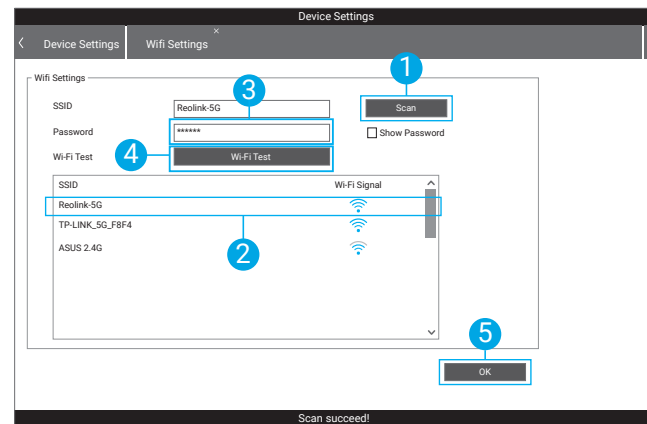 Device Settings
Device Settings
Wifi Settings
×
1
Wifi Settings
3
SSID
Reolink-5G
Scan
Password
******
Show Password
4
Wi-Fi Test
Wi-Fi Test
SSID
Wi-Fi Signal
Reolink-5G
TP-LINK_5G_F8F4
2
ASUS 2.4G
5
OK
Scan succeed!